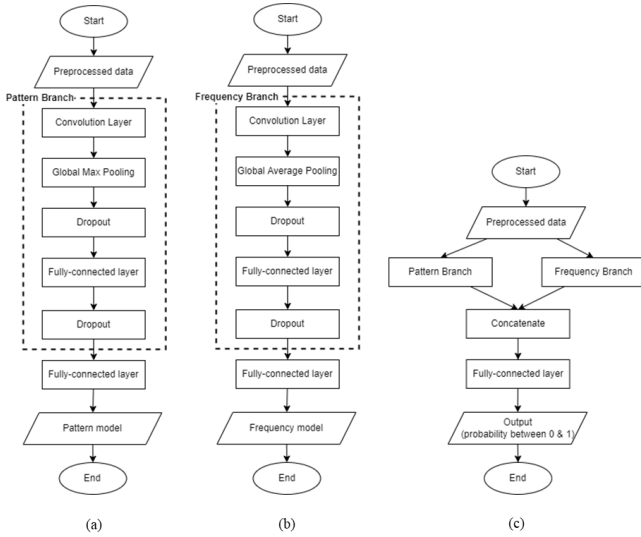 Start
Preprocessed data
Pattern Branch
Convolution Layer
Global Max Pooling
Dropout
Fully-connected layer
Dropout
Fully-connected layer
Pattern model
End
(a)
Start
Preprocessed data
Frequency Branch
Convolution Layer
Global Average Pooling
Dropout
Fully-connected layer
Dropout
Fully-connected layer
Frequency model
End
(b)
Start
Preprocessed data
Pattern Branch
Frequency Branch
Concatenate
Fully-connected layer
Output
(probability between 0 & 1)
End
(c)